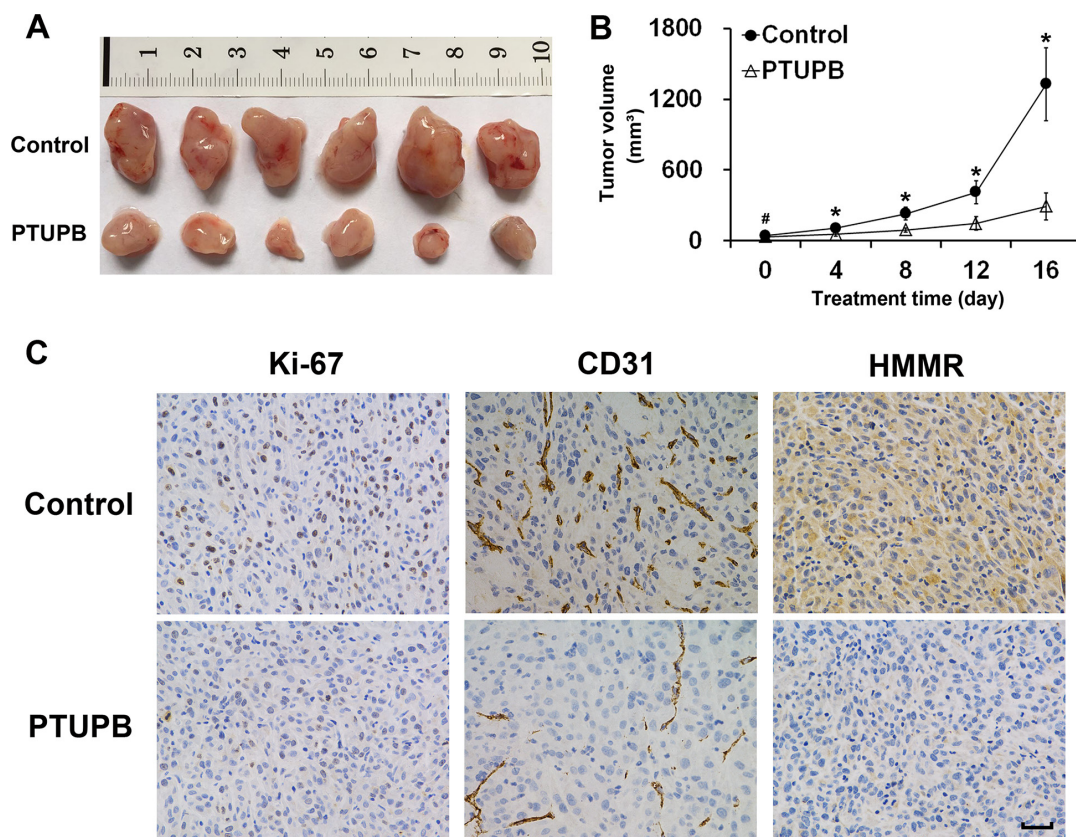 A
1 2 3 4 5 6 7 8 9 10
Control
PTUPB
B
1800
1200
600
0
Tumor volume
(mm³)
Control
PTUPB
#
*
*
*
*
0 4 8 12 16
Treatment time (day)
C
Ki-67 CD31 HMMR
Control
PTUPB